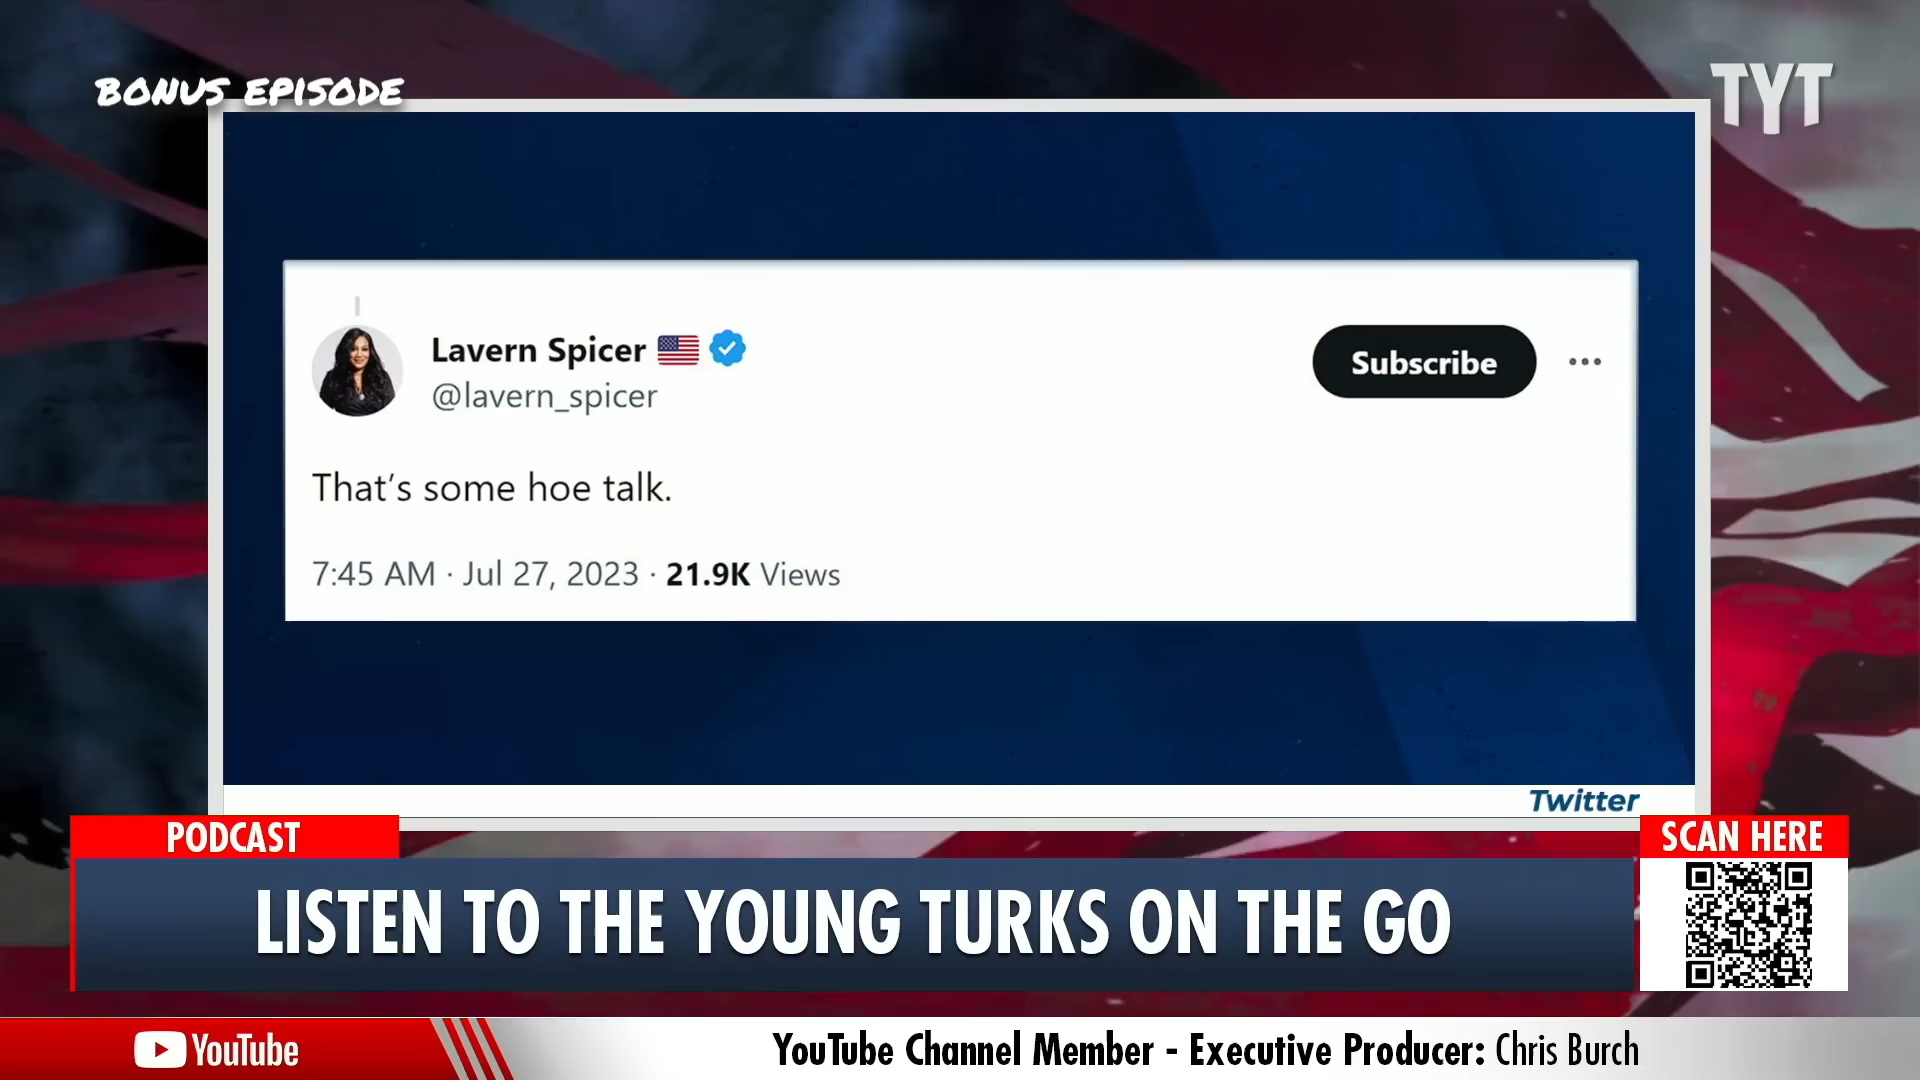 BONUS EPISODE
TYT
Lavern Spicer
@lavern_spicer
Subscribe
That's some hoe talk.
7:45 AM · Jul 27, 2023 · 21.9K Views
Twitter
PODCAST
SCAN HERE
LISTEN TO THE YOUNG TURKS ON THE GO
YouTube
YouTube Channel Member - Executive Producer: Chris Burch